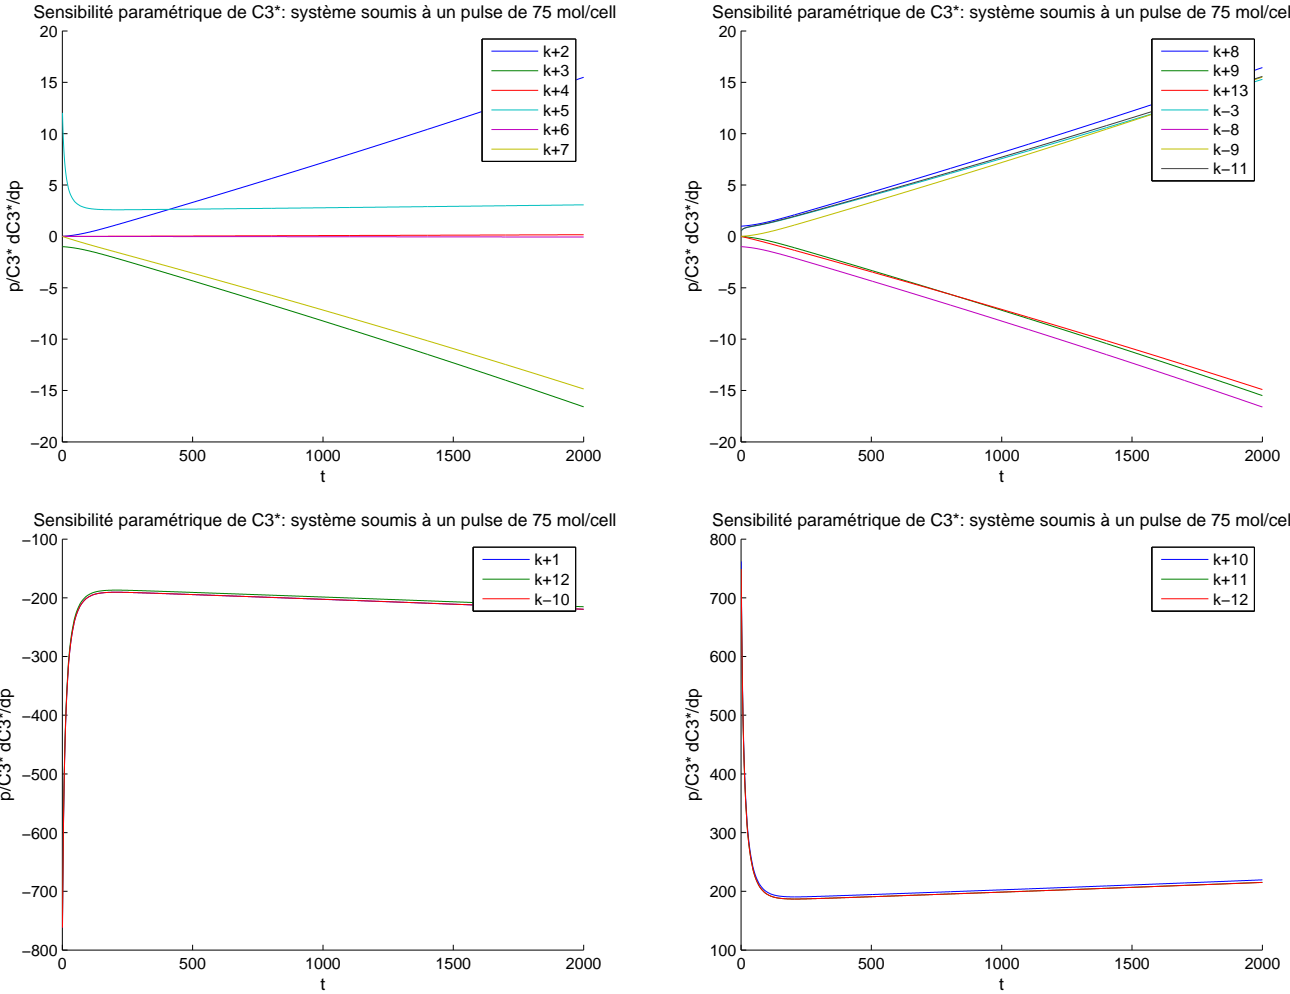 Sensibilité paramétrique de C3*: système soumis à un pulse de 75 mol/cell
20
15
10
5
0
−5
−10
−15
−20
0
500
1000
1500
2000
p/C3* dC3*/dp
t
k+2
k+3
k+4
k+5
k+6
k+7
Sensibilité paramétrique de C3*: système soumis à un pulse de 75 mol/cel
20
15
10
5
0
−5
−10
−15
−20
0
500
1000
1500
2000
p/C3* dC3*/dp
t
k+8
k+9
k+13
k−3
k−8
k−9
k−11
Sensibilité paramétrique de C3*: système soumis à un pulse de 75 mol/cell
−100
−200
−300
−400
−500
−600
−700
−800
0
500
1000
1500
2000
p/C3* dC3*/dp
t
k+1
k+12
k−10
Sensibilité paramétrique de C3*: système soumis à un pulse de 75 mol/cel
800
700
600
500
400
300
200
100
0
500
1000
1500
2000
p/C3* dC3*/dp
t
k+10
k+11
k−12